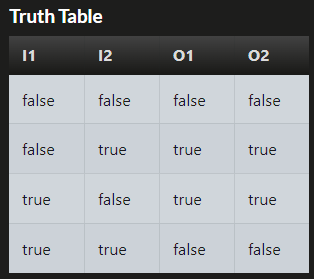 Truth Table
I1 I2 O1 O2
false false false false
false true true true
true false true true
true true false false